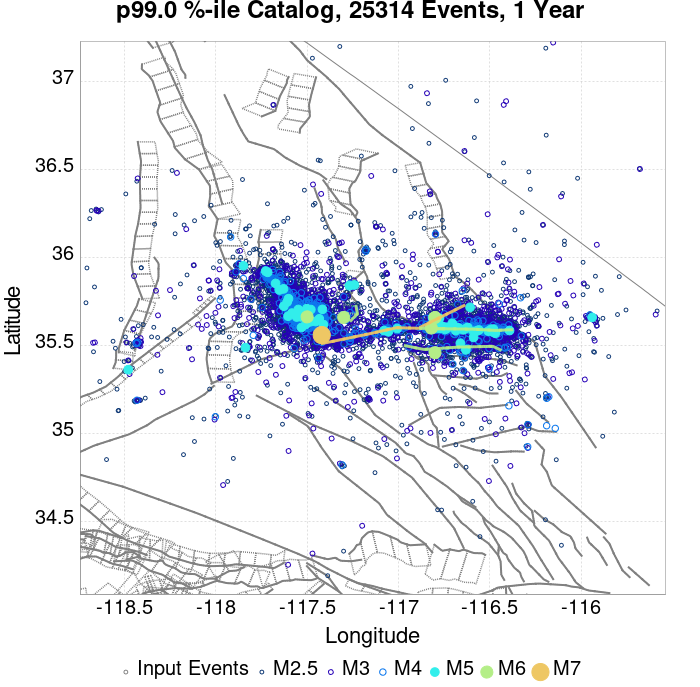 p99.0 %-ile Catalog, 25314 Events, 1 Year
37
36.5
36
35.5
35
34.5
Latitude
-118.5 -118 -117.5 -117 -116.5 -116
Longitude
Input Events M2.5 M3 M4 M5 M6 M7